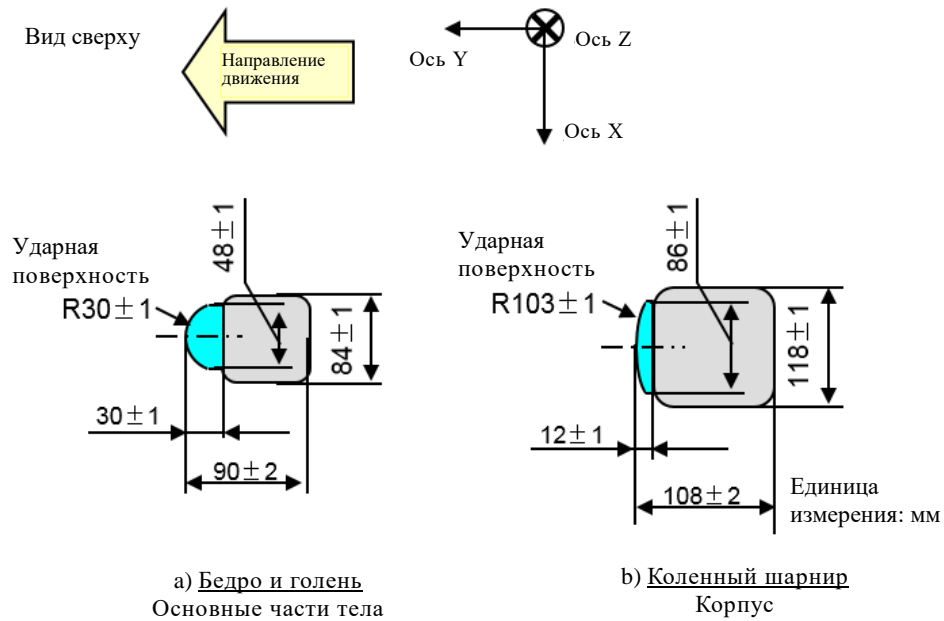 Вид сверху
Направление
движения
Ось Y
Ось Z
Ось X
Ударная
поверхность
R30±1
48±1
84±1
30±1
90±2
a) Бедро и голень
Основные части тела
Ударная
поверхность
R103±1
86±1
118±1
12±1
108±2
Единица
измерения: мм
b) Коленный шарнир
Корпус